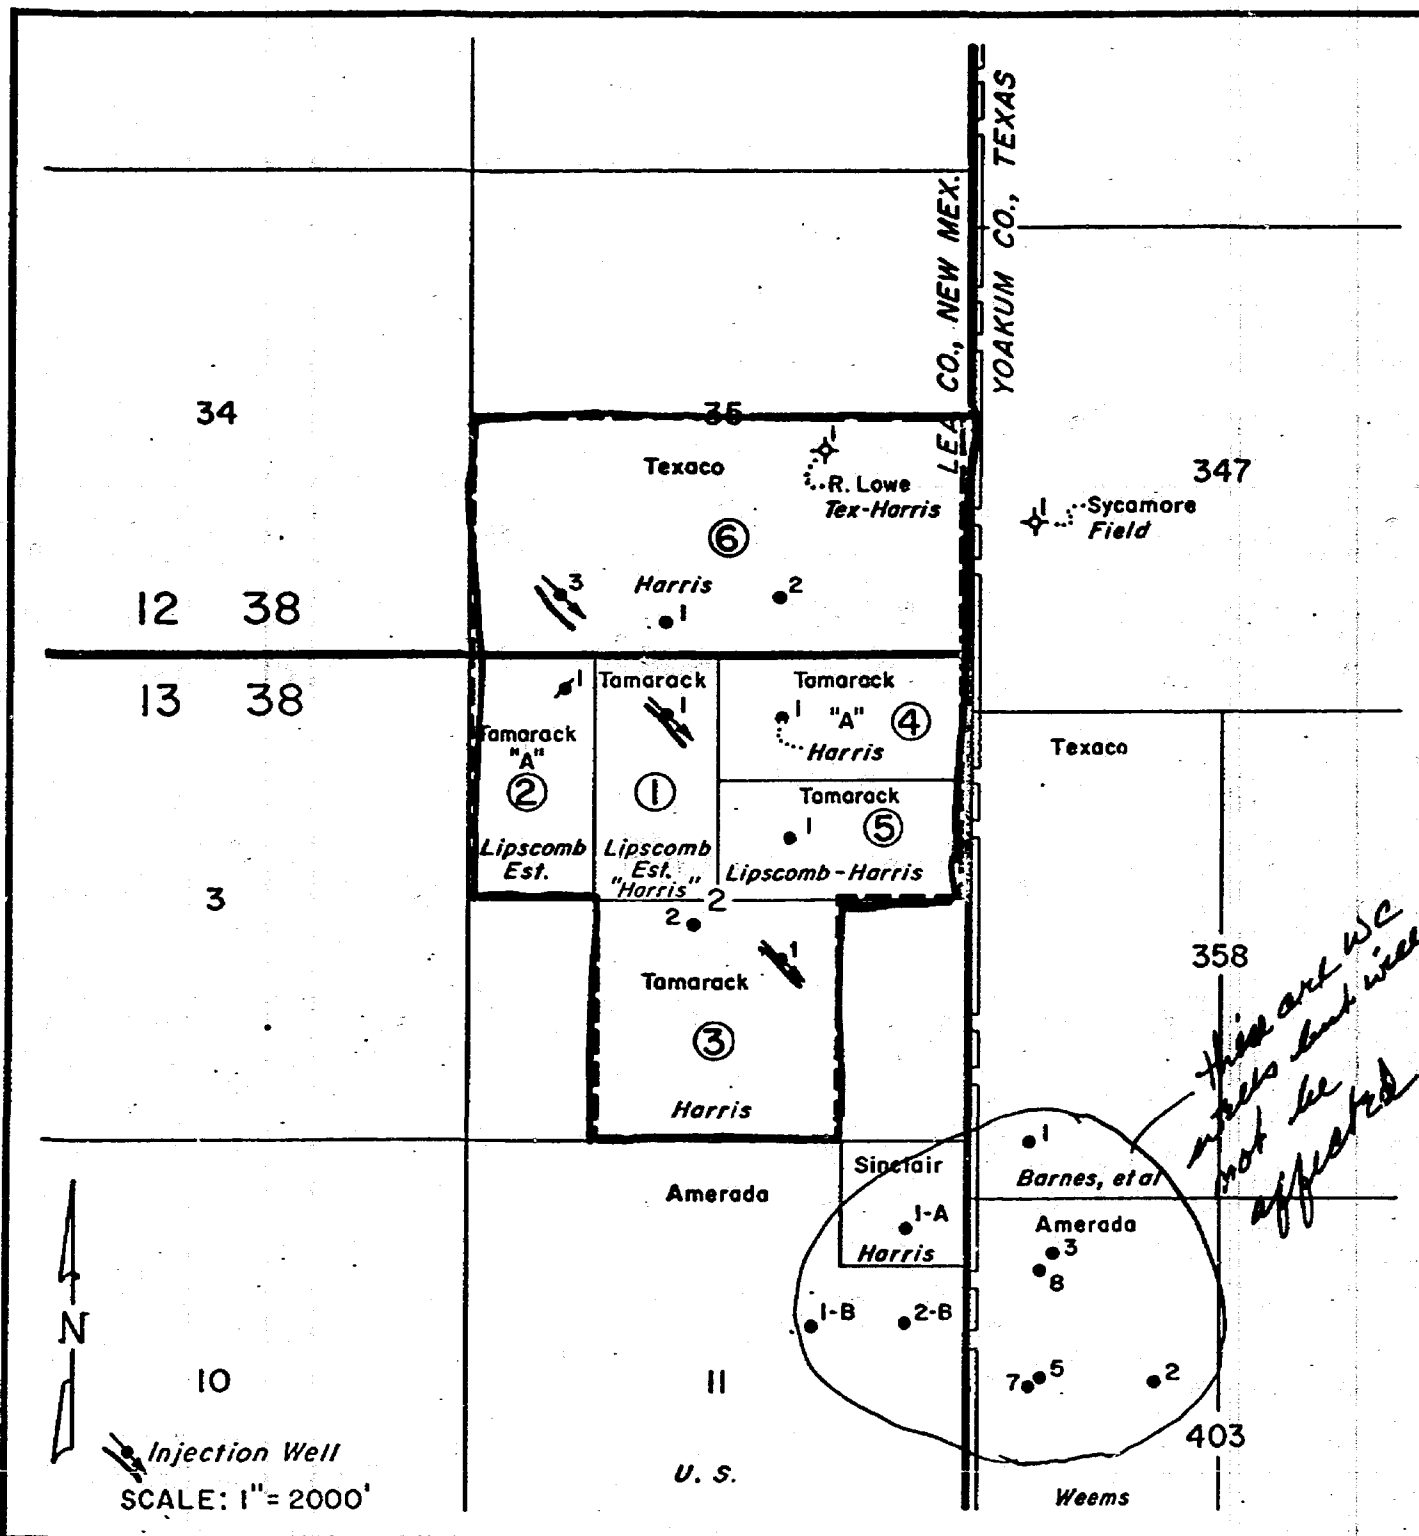 LEA CO., NEW MEX.
YOAKUM CO., TEXAS
34
35
347
Texaco
1
R. Lowe
Tex-Harris
1
Sycamore
Field
6
3
Harris
2
1
12 38
13 38
1
Tamarack
"A"
2
Lipscomb
Est.
Tamarack
1
1
Lipscomb
Est.
"Harris"
Tamarack
1
"A"
4
Harris
Tamarack
5
1
Lipscomb-Harris
Texaco
3
2
2
1
Tamarack
3
Harris
358
these are WC
wells but will
not be
affected
Sinclair
1-A
Harris
1
Barnes, et al
Amerada
Amerada
3
8
1-B
2-B
7
5
2
N
10
11
403
Injection Well
SCALE: 1"= 2000'
U. S.
Weems